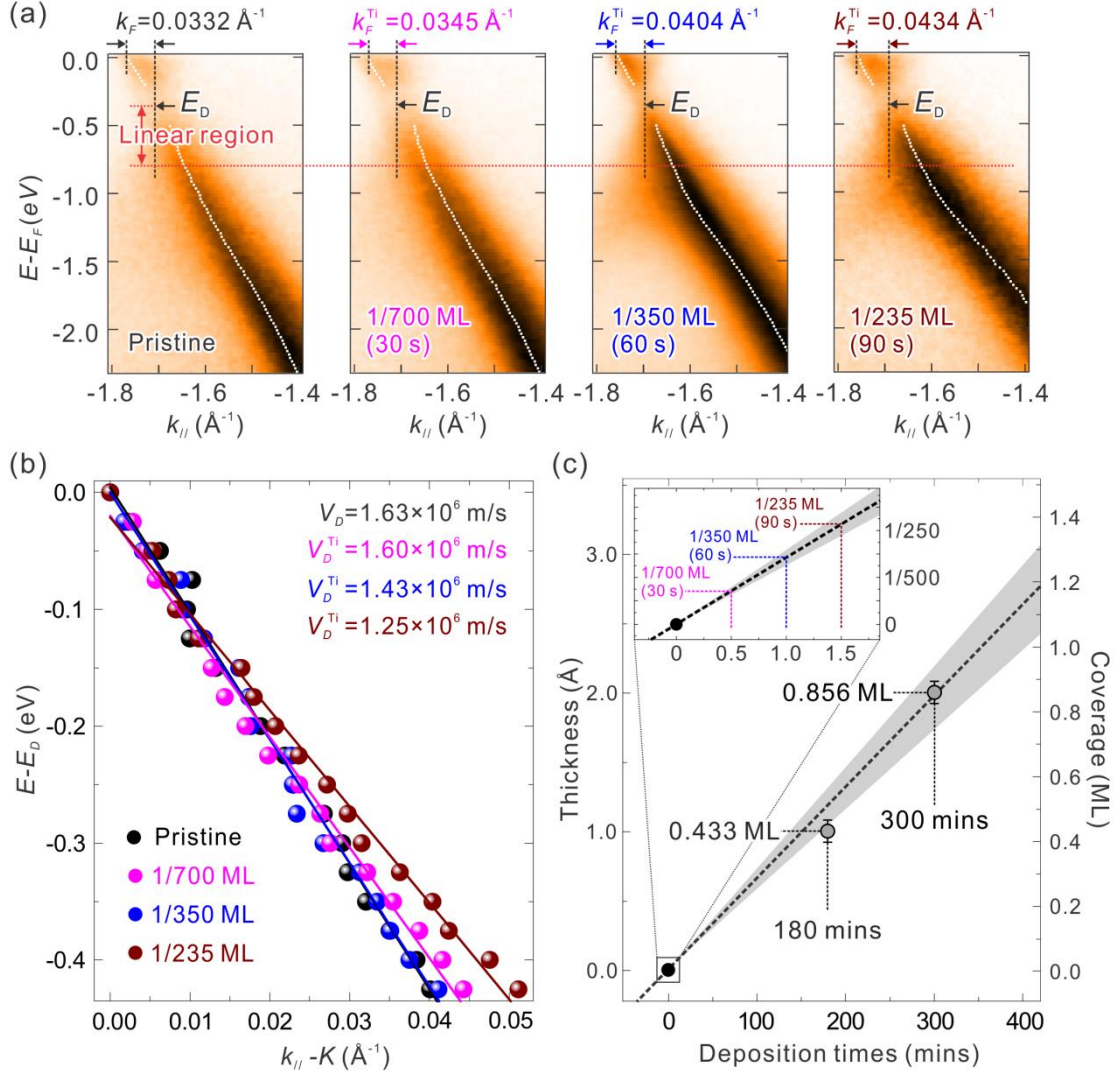 (a)
k_F=0.0332 Å⁻¹
k_F^Ti=0.0345 Å⁻¹
k_F^Ti=0.0404 Å⁻¹
k_F^Ti=0.0434 Å⁻¹
E-E_F (eV)
0.0
-0.5
-1.0
-1.5
-2.0
E_D
Linear region
Pristine
E_D
1/700 ML
(30 s)
E_D
1/350 ML
(60 s)
E_D
1/235 ML
(90 s)
-1.8 -1.6 -1.4
-1.8 -1.6 -1.4
-1.8 -1.6 -1.4
-1.8 -1.6 -1.4
k_// (Å⁻¹)
k_// (Å⁻¹)
k_// (Å⁻¹)
k_// (Å⁻¹)
(b)
E-E_D (eV)
0.0
-0.1
-0.2
-0.3
-0.4
V_D=1.63×10⁶ m/s
V_D^Ti=1.60×10⁶ m/s
V_D^Ti=1.43×10⁶ m/s
V_D^Ti=1.25×10⁶ m/s
Pristine
1/700 ML
1/350 ML
1/235 ML
0.00 0.01 0.02 0.03 0.04 0.05
k_// -K (Å⁻¹)
(c)
Thickness (Å)
3.0
2.0
1.0
0.0
1/235 ML
(90 s)
1/350 ML
(60 s)
1/700 ML
(30 s)
1/250
1/500
0
0 0.5 1.0 1.5
0.856 ML
300 mins
0.433 ML
180 mins
1.4
1.2
1.0
0.8
0.6
0.4
0.2
0.0
Coverage (ML)
0 100 200 300 400
Deposition times (mins)